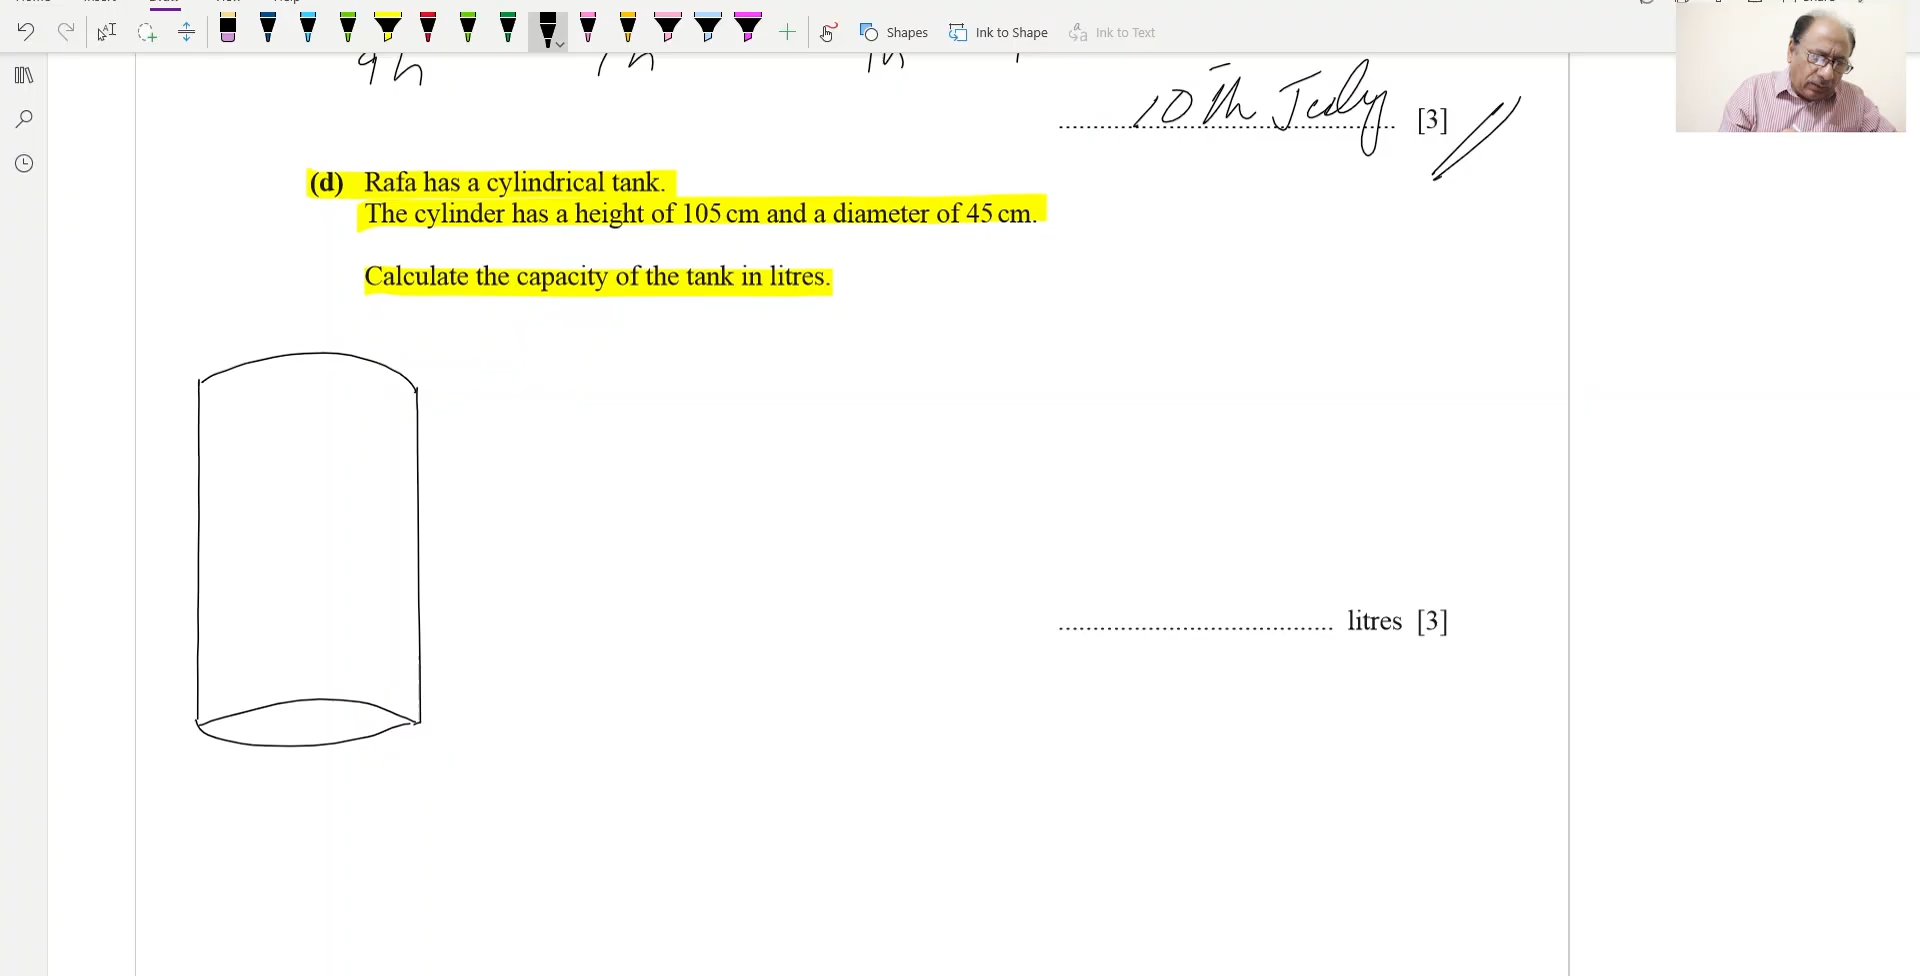 Shapes Ink to Shape Ink to Text
10th July [3]
(d) Rafa has a cylindrical tank.
The cylinder has a height of 105 cm and a diameter of 45 cm.
Calculate the capacity of the tank in litres.
litres [3]